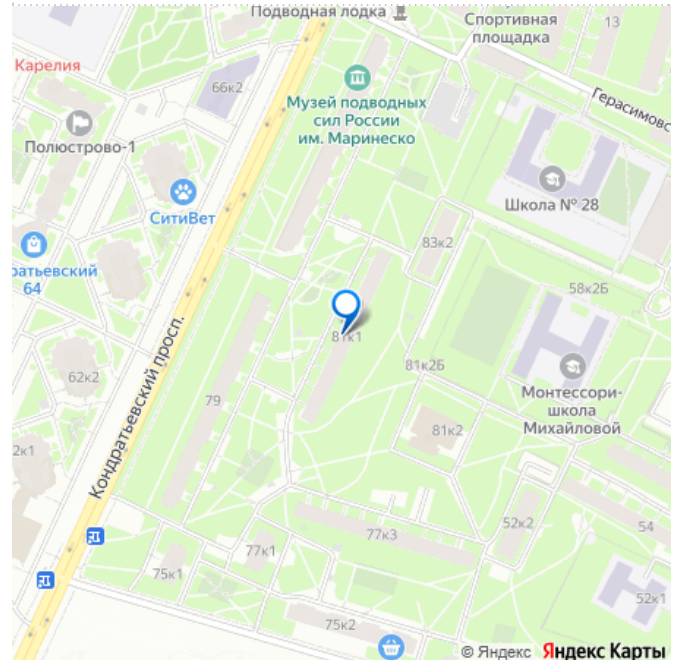 Подводная лодка
Спортивная
площадка
13
Карелия
66к2
Герасимовс
Музей подводных
сил России
им. Маринеско
Полюстрово-1
Школа № 28
СитиВет
83к2
ратьевский
64
58к2Б
81к1
Кондратьевский просп.
62к2
81к2Б
Монтессори-
школа
Михайловой
79
81к2
2к1
52к2
54
77к3
77к1
75к1
52к1
75к2
© Яндекс Яндекс Карты